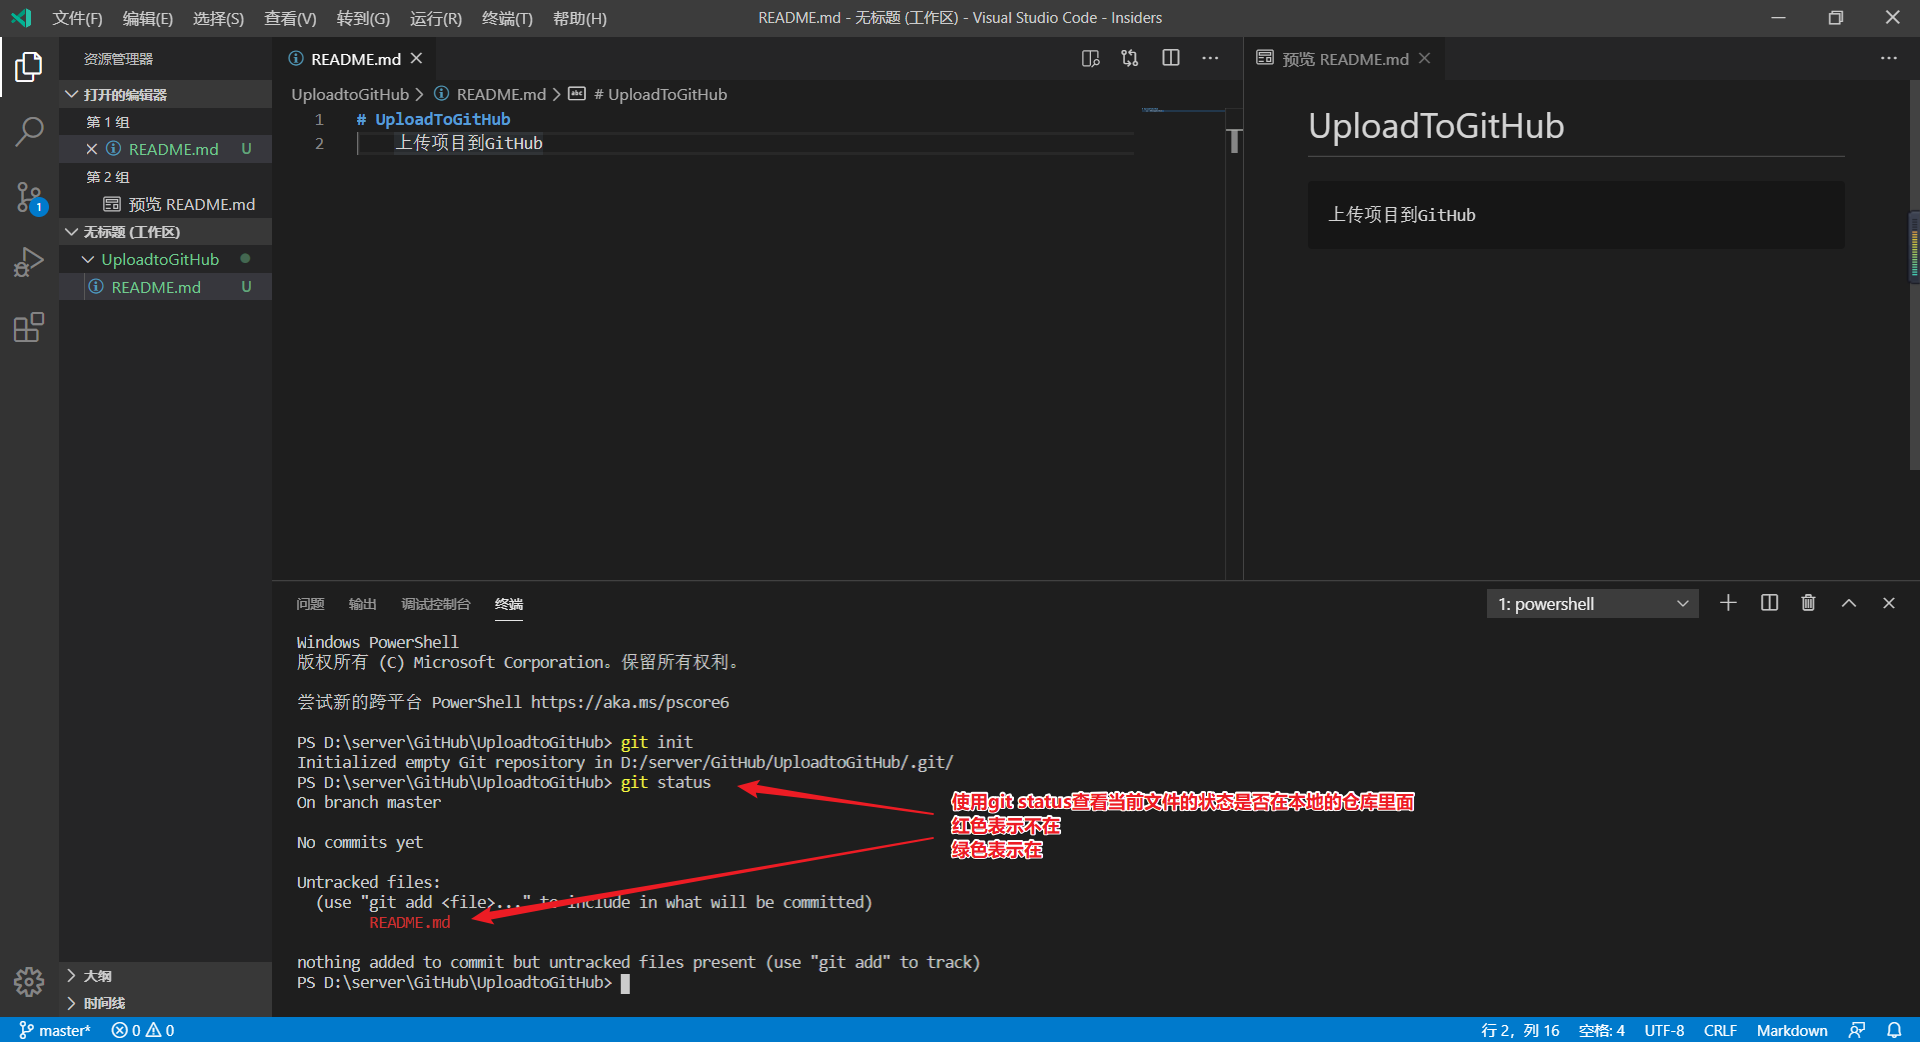 文件(F) 编辑(E) 选择(S) 查看(V) 转到(G) 运行(R) 终端(T) 帮助(H)
README.md - 无标题 (工作区) - Visual Studio Code - Insiders
资源管理器
打开的编辑器
第 1 组
README.md U
第 2 组
预览 README.md
无标题 (工作区)
UploadtoGitHub
README.md U
大纲
时间线
1
README.md
UploadtoGitHub > README.md > # UploadToGitHub
1 # UploadToGitHub
2 上传项目到GitHub
预览 README.md
UploadToGitHub
上传项目到GitHub
问题 输出 调试控制台 终端
1: powershell
Windows PowerShell
版权所有 (C) Microsoft Corporation。保留所有权利。
尝试新的跨平台 PowerShell https://aka.ms/pscore6
PS D:\server\GitHub\UploadtoGitHub> git init
Initialized empty Git repository in D:/server/GitHub/UploadtoGitHub/.git/
PS D:\server\GitHub\UploadtoGitHub> git status
On branch master
No commits yet
Untracked files:
(use "git add <file>..." to include in what will be committed)
README.md
nothing added to commit but untracked files present (use "git add" to track)
PS D:\server\GitHub\UploadtoGitHub>
使用git status查看当前文件的状态是否在本地的仓库里面
红色表示不在
绿色表示在
master* 0 0
行 2，列 16 空格: 4 UTF-8 CRLF Markdown